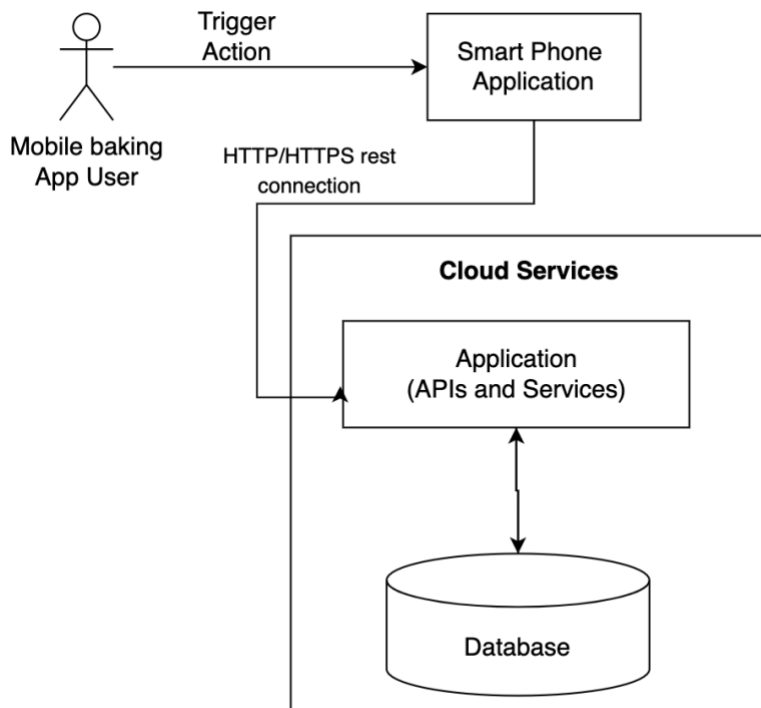 Trigger
Action
Smart Phone
Application
Mobile baking
App User
HTTP/HTTPS rest
connection
Cloud Services
Application
(APIs and Services)
Database